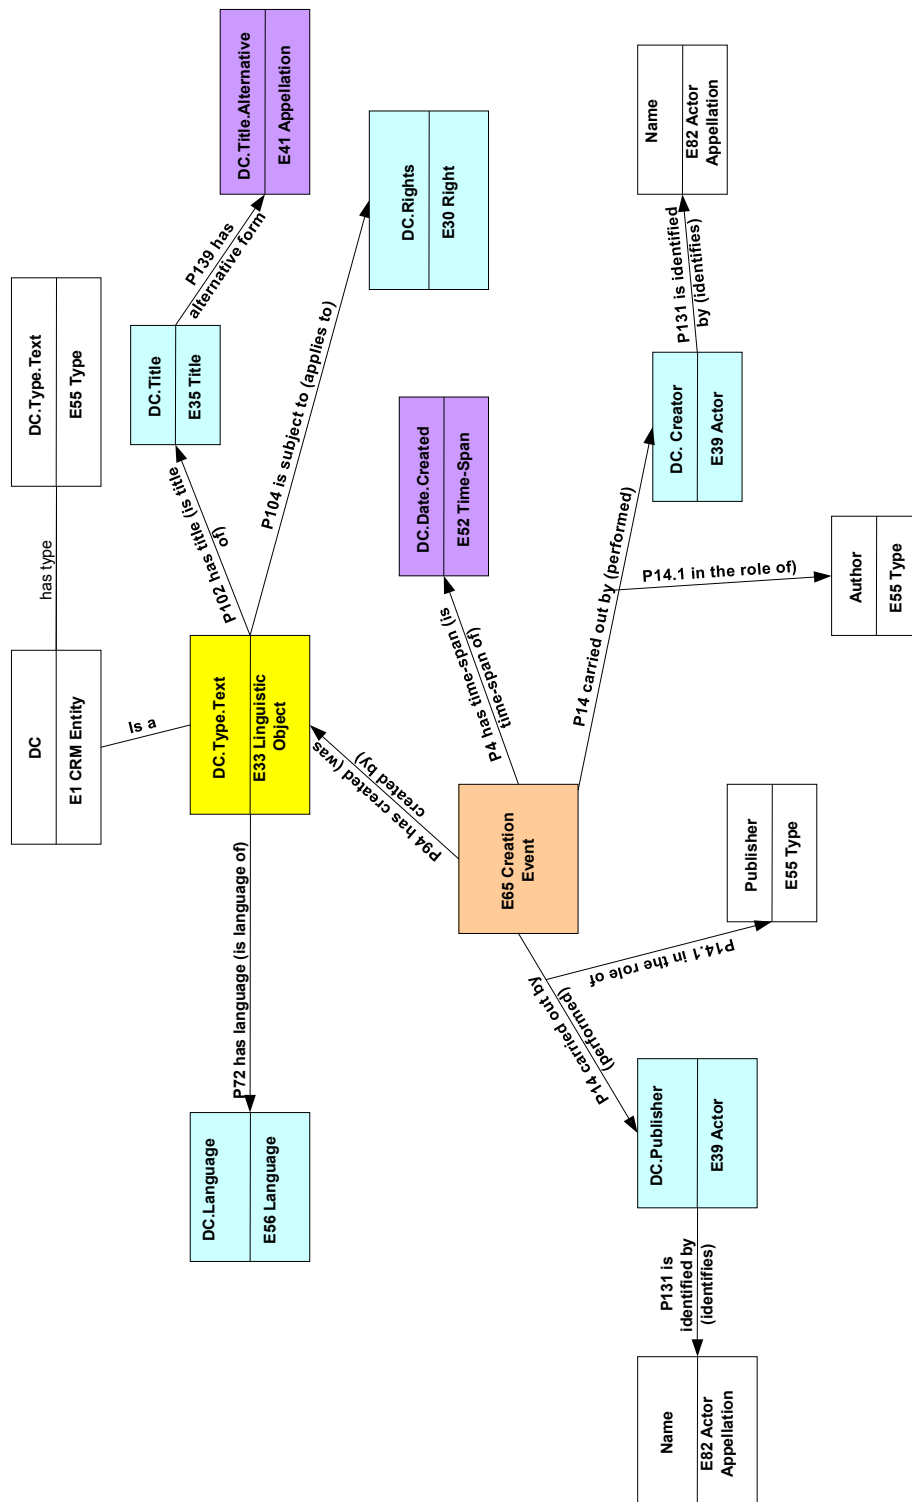 DC
E1 CRM Entity
has type
DC.Type.Text
E55 Type
Is a
DC.Language
E56 Language
P72 has language (is language of)
DC.Type.Text
E33 Linguistic
Object
P102 has title (is title
of)
DC.Title
E35 Title
P139 has
alternative form
DC.Title.Alternative
E41 Appellation
P104 is subject to (applies to)
DC.Rights
E30 Right
P94 has created (was
created by)
P4 has time-span (is
time-span of)
DC.Date.Created
E52 Time-Span
E65 Creation
Event
P14 carried out by
(performed)
P14.1 in the role of
P14 carried out by (performed)
P14.1 in the role of)
Name
E82 Actor
Appellation
P131 is
identified by
(identifies)
DC.Publisher
E39 Actor
Publisher
E55 Type
DC. Creator
E39 Actor
P131 is identified
by (identifies)
Name
E82 Actor
Appellation
Author
E55 Type